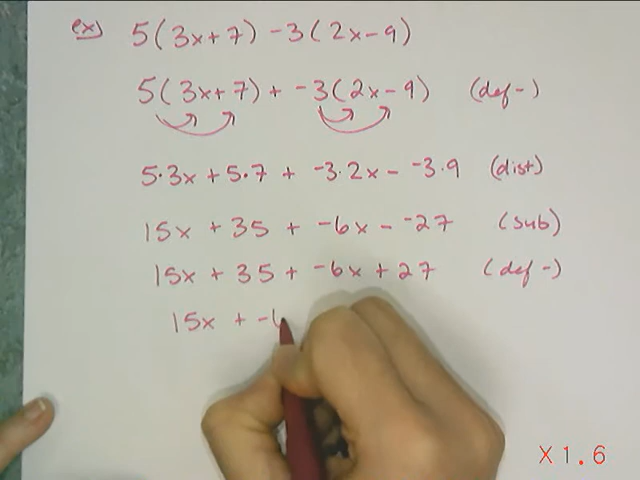 ex) 5(3x+7) -3(2x-9)
5(3x+7) + -3(2x-9) (def -)
5•3x + 5•7 + -3•2x - -3•9 (dist)
15x + 35 + -6x - -27 (sub)
15x + 35 + -6x + 27 (def -)
15x + -6
X1.6